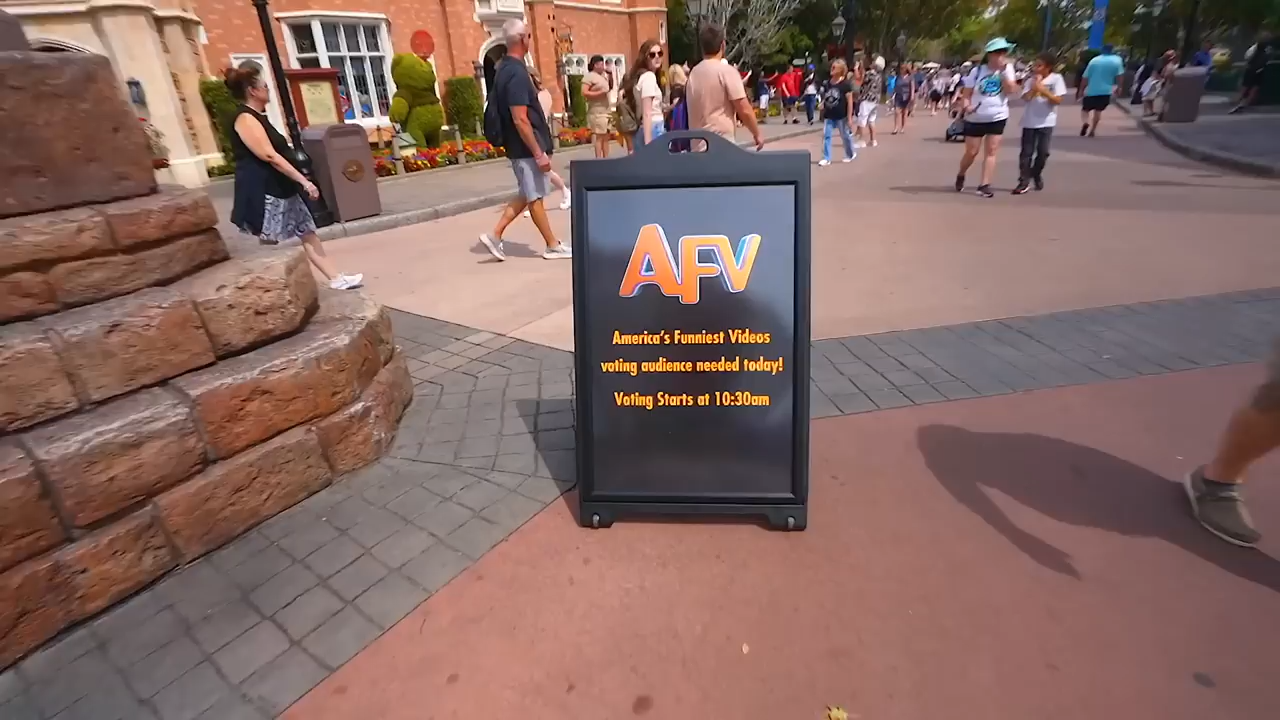 AFV
America's Funniest Videos
voting audience needed today!
Voting Starts at 10:30am